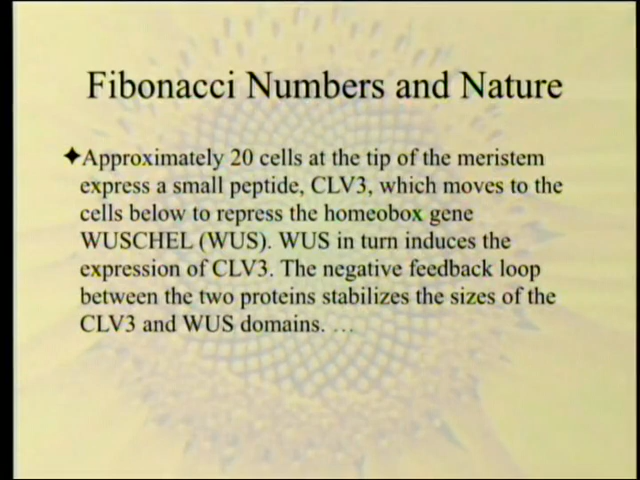 Fibonacci Numbers and Nature
✦Approximately 20 cells at the tip of the meristem
express a small peptide, CLV3, which moves to the
cells below to repress the homeobox gene
WUSCHEL (WUS). WUS in turn induces the
expression of CLV3. The negative feedback loop
between the two proteins stabilizes the sizes of the
CLV3 and WUS domains. …